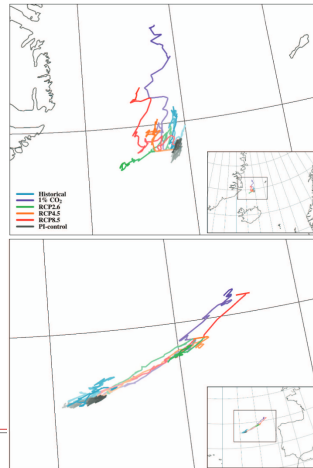 Historical
1% CO₂
RCP2.6
RCP4.5
RCP8.5
PI-control